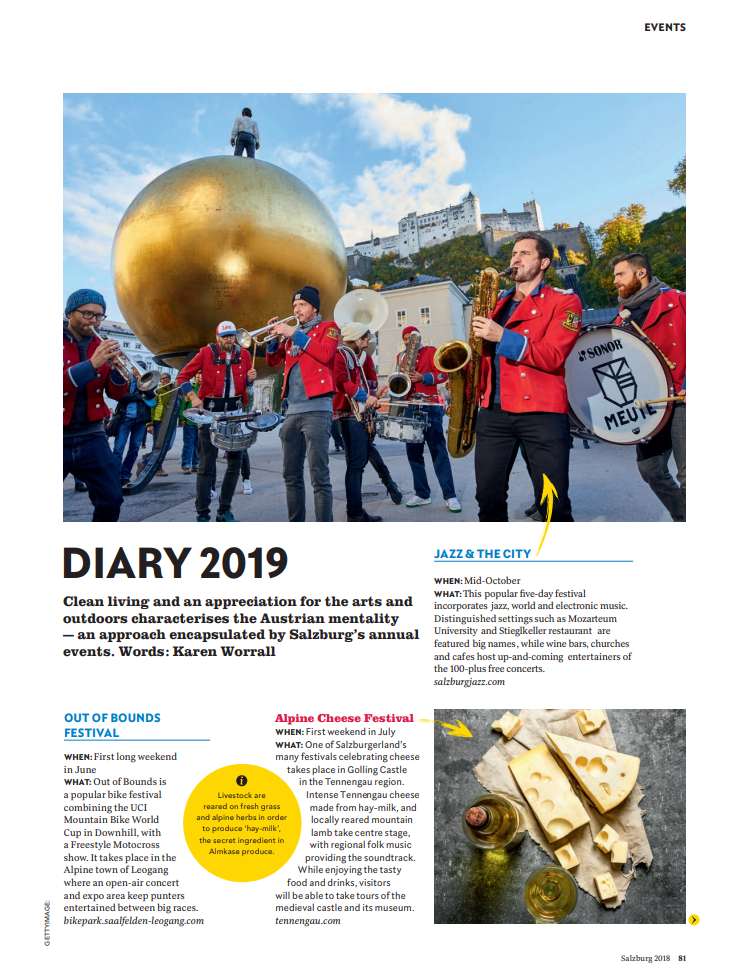 EVENTS
SONOR
MEUTE
DIARY 2019
Clean living and an appreciation for the arts and
outdoors characterises the Austrian mentality
— an approach encapsulated by Salzburg’s annual
events. Words: Karen Worrall
JAZZ & THE CITY
WHEN: Mid-October
WHAT: This popular five-day festival
incorporates jazz, world and electronic music.
Distinguished settings such as Mozarteum
University and Stieglkeller restaurant are
featured big names, while wine bars, churches
and cafes host up-and-coming entertainers of
the 100-plus free concerts.
salzburgjazz.com
OUT OF BOUNDS
FESTIVAL
WHEN: First long weekend
in June
WHAT: Out of Bounds is
a popular bike festival
combining the UCI
Mountain Bike World
Cup in Downhill, with
a Freestyle Motocross
show. It takes place in the
Alpine town of Leogang
where an open-air concert
and expo area keep punters
entertained between big races.
bikepark.saalfelden-leogang.com
i
Livestock are
reared on fresh grass
and alpine herbs in order
to produce ‘hay-milk’,
the secret ingredient in
Almkase produce.
Alpine Cheese Festival
WHEN: First weekend in July
WHAT: One of Salzburgerland’s
many festivals celebrating cheese
takes place in Golling Castle
in the Tennengau region.
Intense Tennengau cheese
made from hay-milk, and
locally reared mountain
lamb take centre stage,
with regional folk music
providing the soundtrack.
While enjoying the tasty
food and drinks, visitors
will be able to take tours of the
medieval castle and its museum.
tennengau.com
GETTYIMAGE:
Salzburg 2018 81